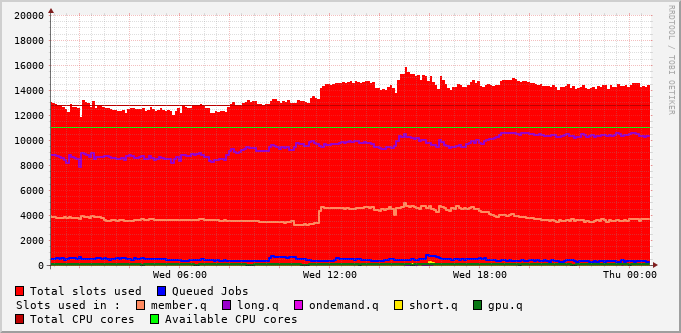 20000
18000
16000
14000
12000
10000
8000
6000
4000
2000
0
Wed 06:00 Wed 12:00 Wed 18:00 Thu 00:00
RRDTOOL / TOBI OETIKER
Total slots used Queued Jobs
Slots used in : member.q long.q ondemand.q short.q gpu.q
Total CPU cores Available CPU cores